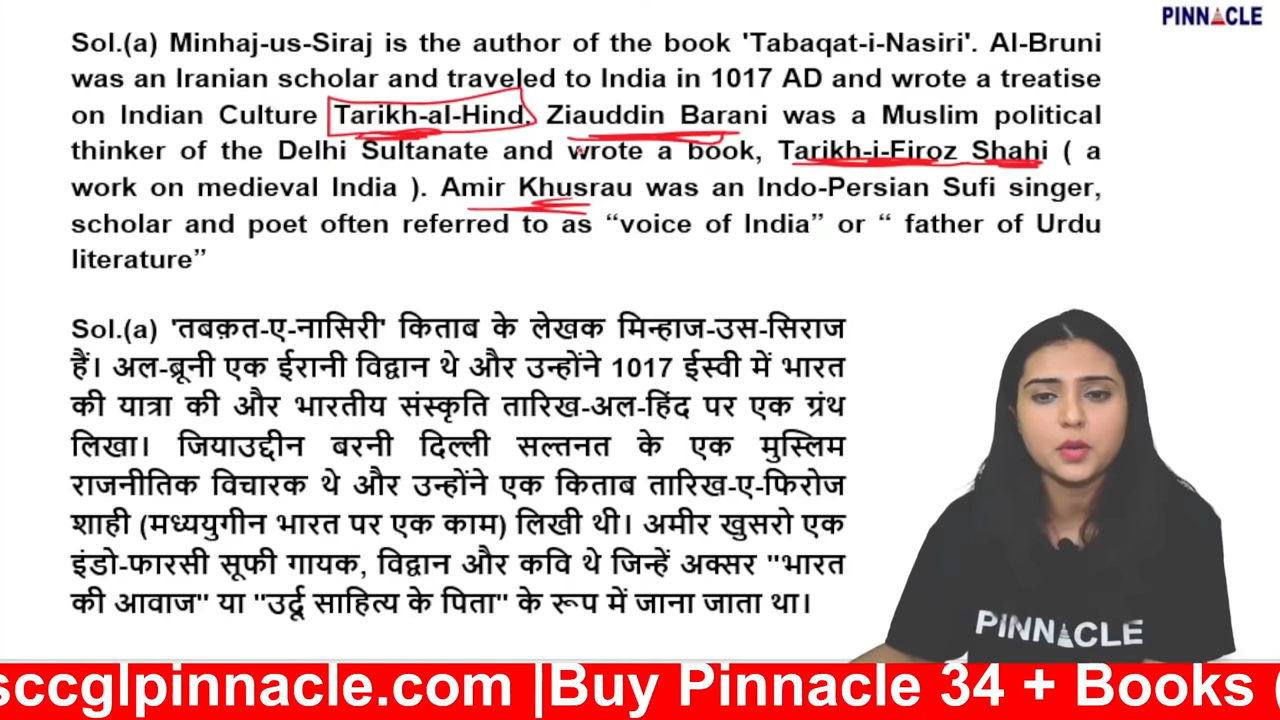 PINNACLE
Sol.(a) Minhaj-us-Siraj is the author of the book 'Tabaqat-i-Nasiri'. Al-Bruni
was an Iranian scholar and traveled to India in 1017 AD and wrote a treatise
on Indian Culture Tarikh-al-Hind. Ziauddin Barani was a Muslim political
thinker of the Delhi Sultanate and wrote a book, Tarikh-i-Firoz Shahi ( a
work on medieval India ). Amir Khusrau was an Indo-Persian Sufi singer,
scholar and poet often referred to as “voice of India” or “ father of Urdu
literature”
Sol.(a) 'तबक़त-ए-नासिरी' किताब के लेखक मिन्हाज-उस-सिराज
हैं। अल-ब्रूनी एक ईरानी विद्वान थे और उन्होंने 1017 ईस्वी में भारत
की यात्रा की और भारतीय संस्कृति तारिख-अल-हिंद पर एक ग्रंथ
लिखा। जियाउद्दीन बरनी दिल्ली सल्तनत के एक मुस्लिम
राजनीतिक विचारक थे और उन्होंने एक किताब तारिख-ए-फिरोज
शाही (मध्ययुगीन भारत पर एक काम) लिखी थी। अमीर खुसरो एक
इंडो-फारसी सूफी गायक, विद्वान और कवि थे जिन्हें अक्सर "भारत
की आवाज" या "उर्दू साहित्य के पिता" के रूप में जाना जाता था।
PINNACLE
sccglpinnacle.com |Buy Pinnacle 34 + Books (